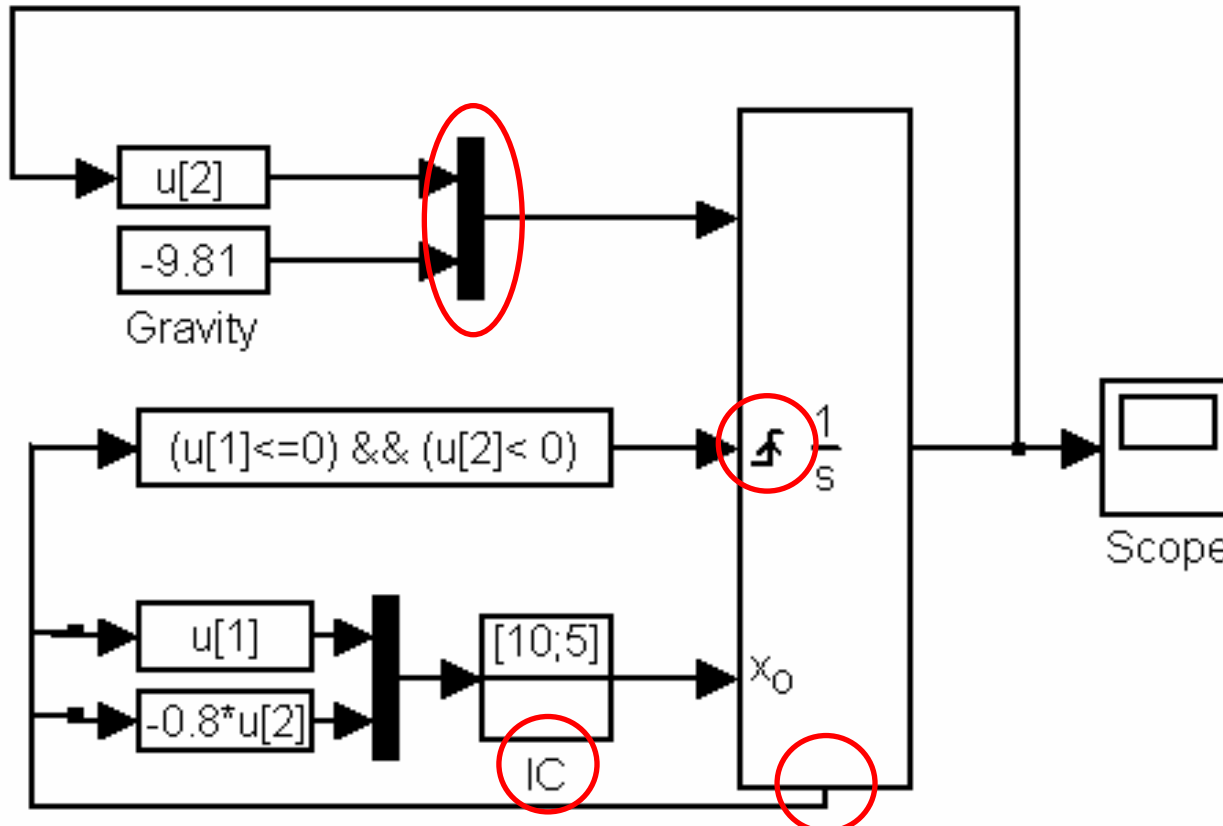 u[2]
-9.81
Gravity
(u[1]<=0) && (u[2]< 0)
1
s
Scope
u[1]
-0.8*u[2]
[10;5]
IC
x0